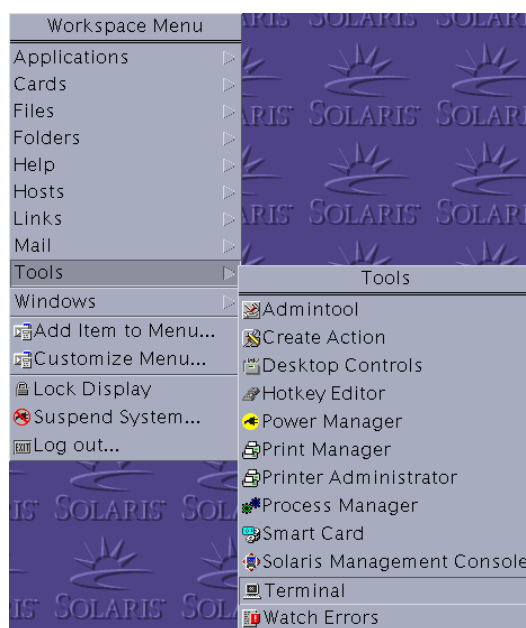 Workspace Menu
Applications
Cards
Files
Folders
Help
Hosts
Links
Mail
Tools
Windows
Add Item to Menu...
Customize Menu...
Lock Display
Suspend System...
EXIT Log out...
Tools
Admintool
Create Action
Desktop Controls
Hotkey Editor
Power Manager
Print Manager
Printer Administrator
Process Manager
Smart Card
Solaris Management Console
Terminal
Watch Errors
SOLARIS
SOLARIS
SOLARIS
SOLARIS